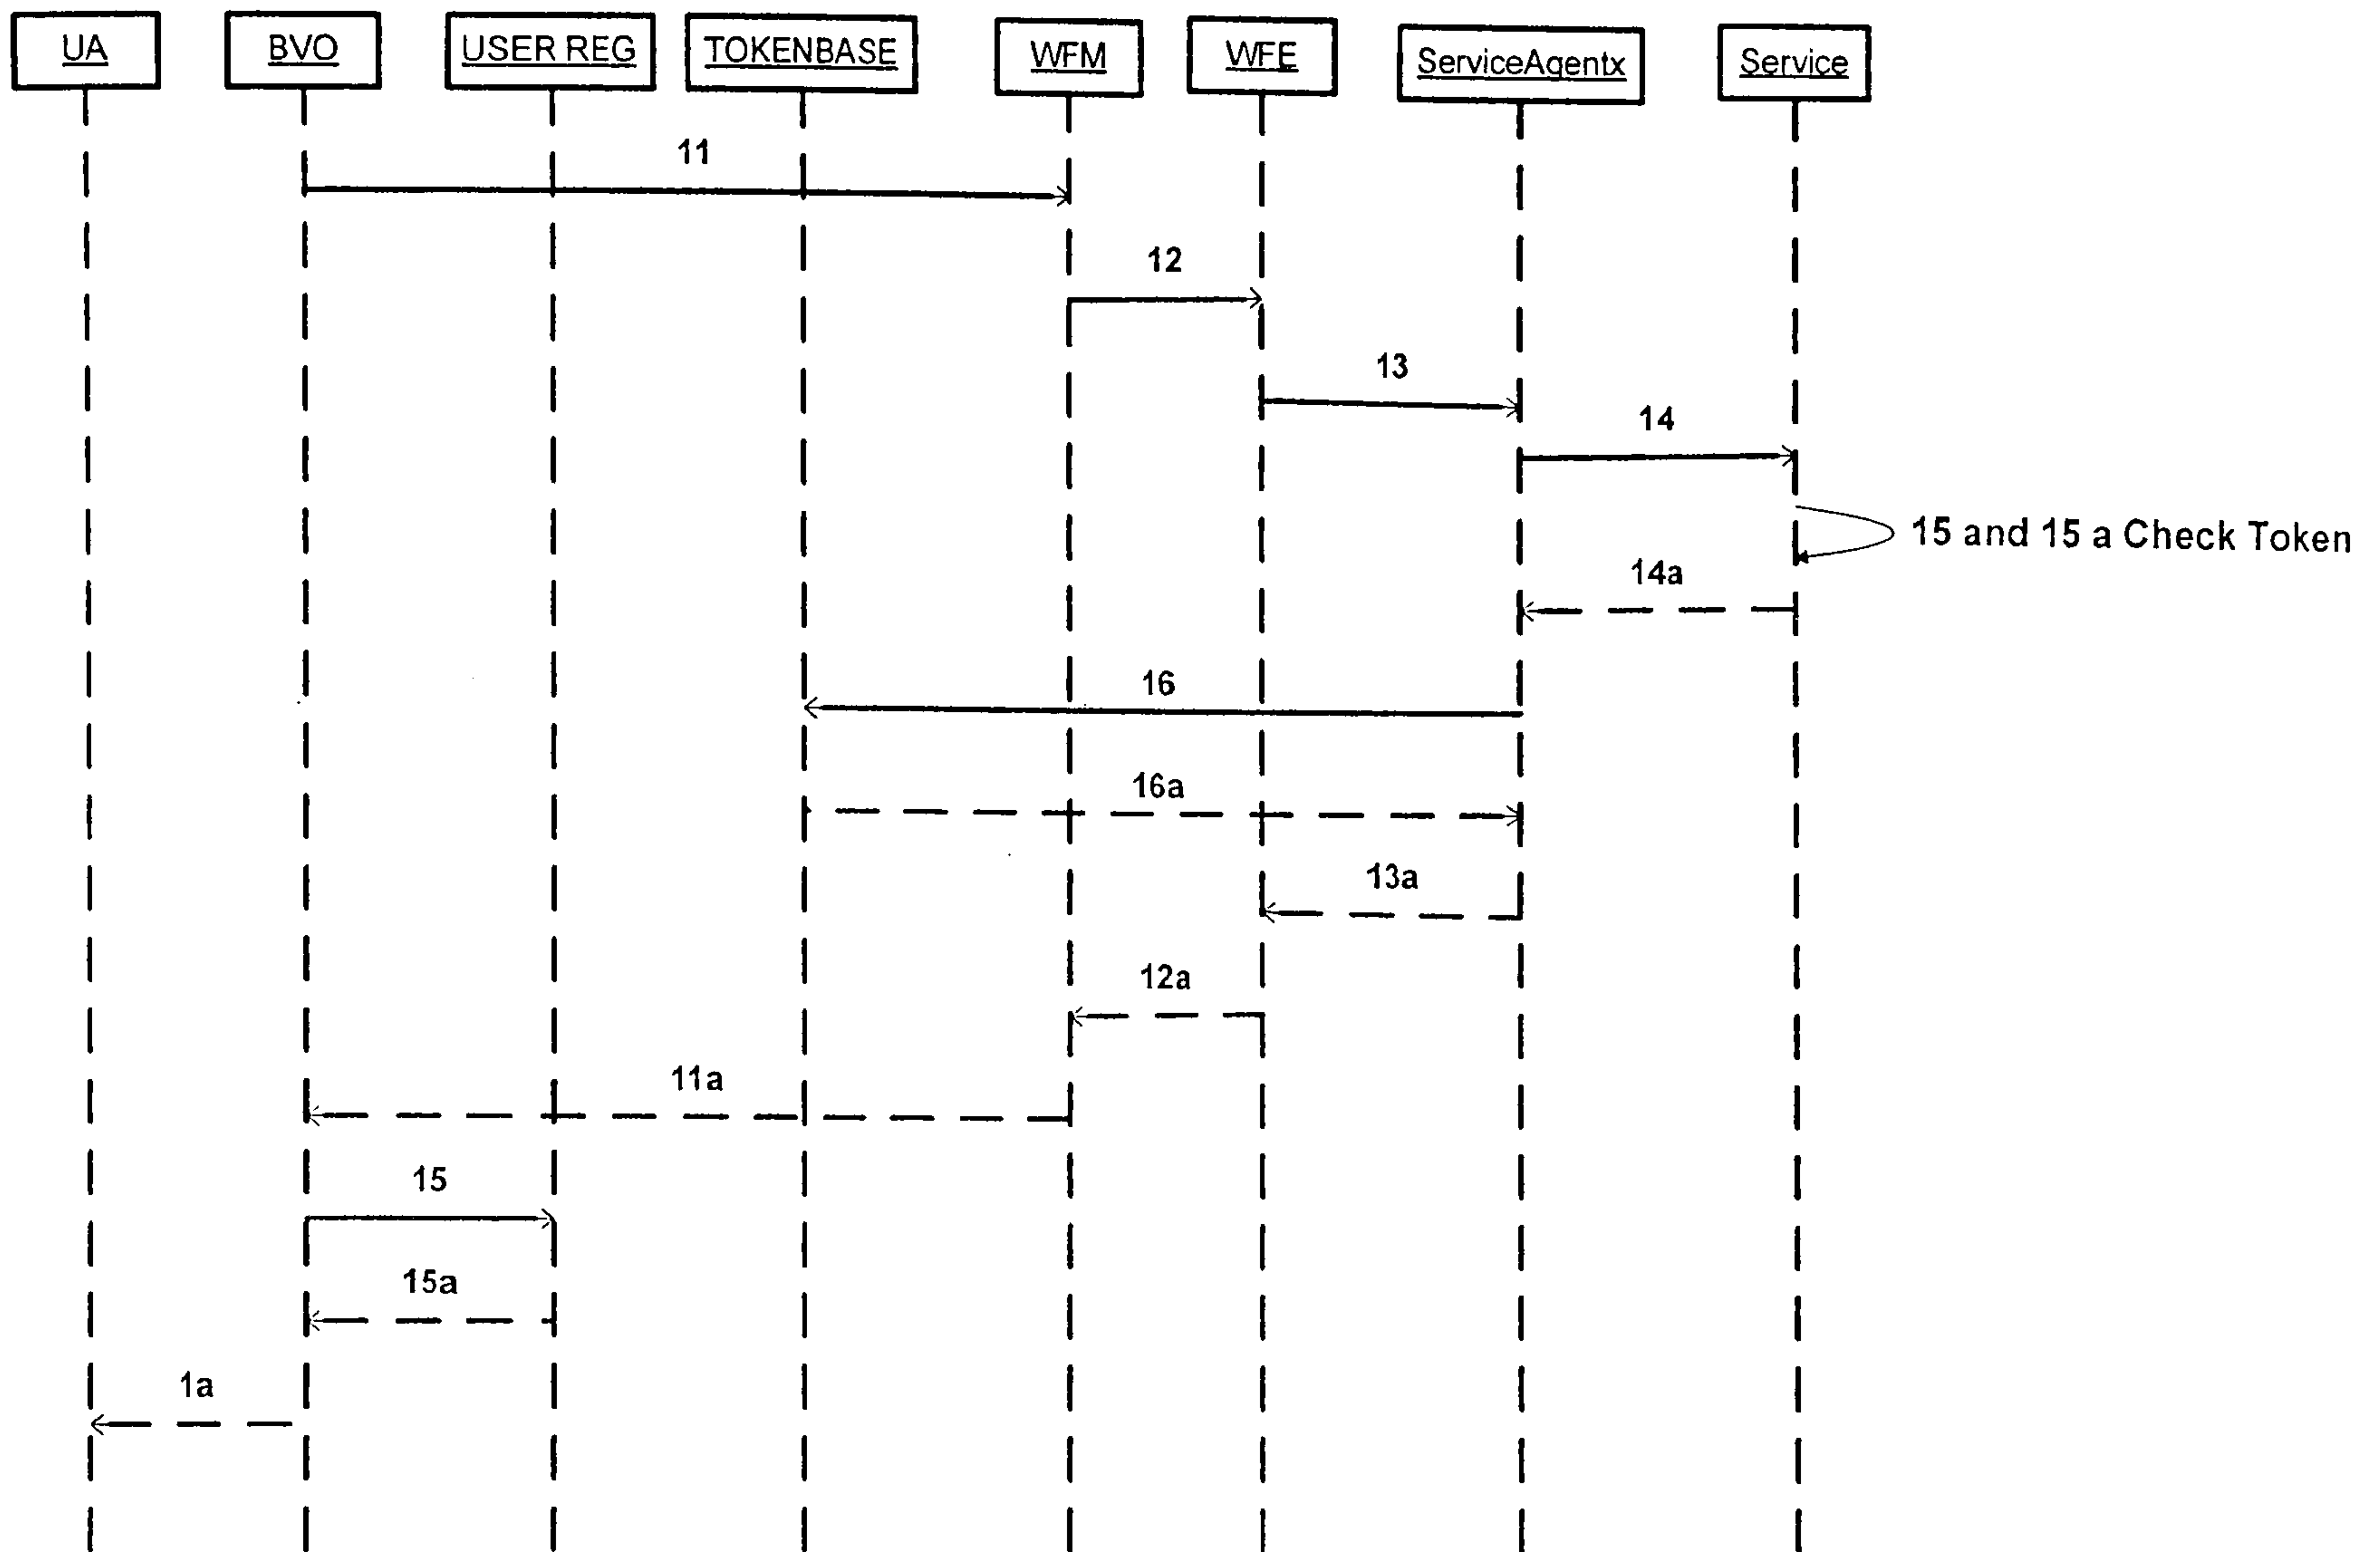 UA
BVO
USER REG
TOKENBASE
WFM
WFE
ServiceAgentx
Service
11
12
13
14
15 and 15 a Check Token
14a
16
16a
13a
12a
11a
15
15a
1a